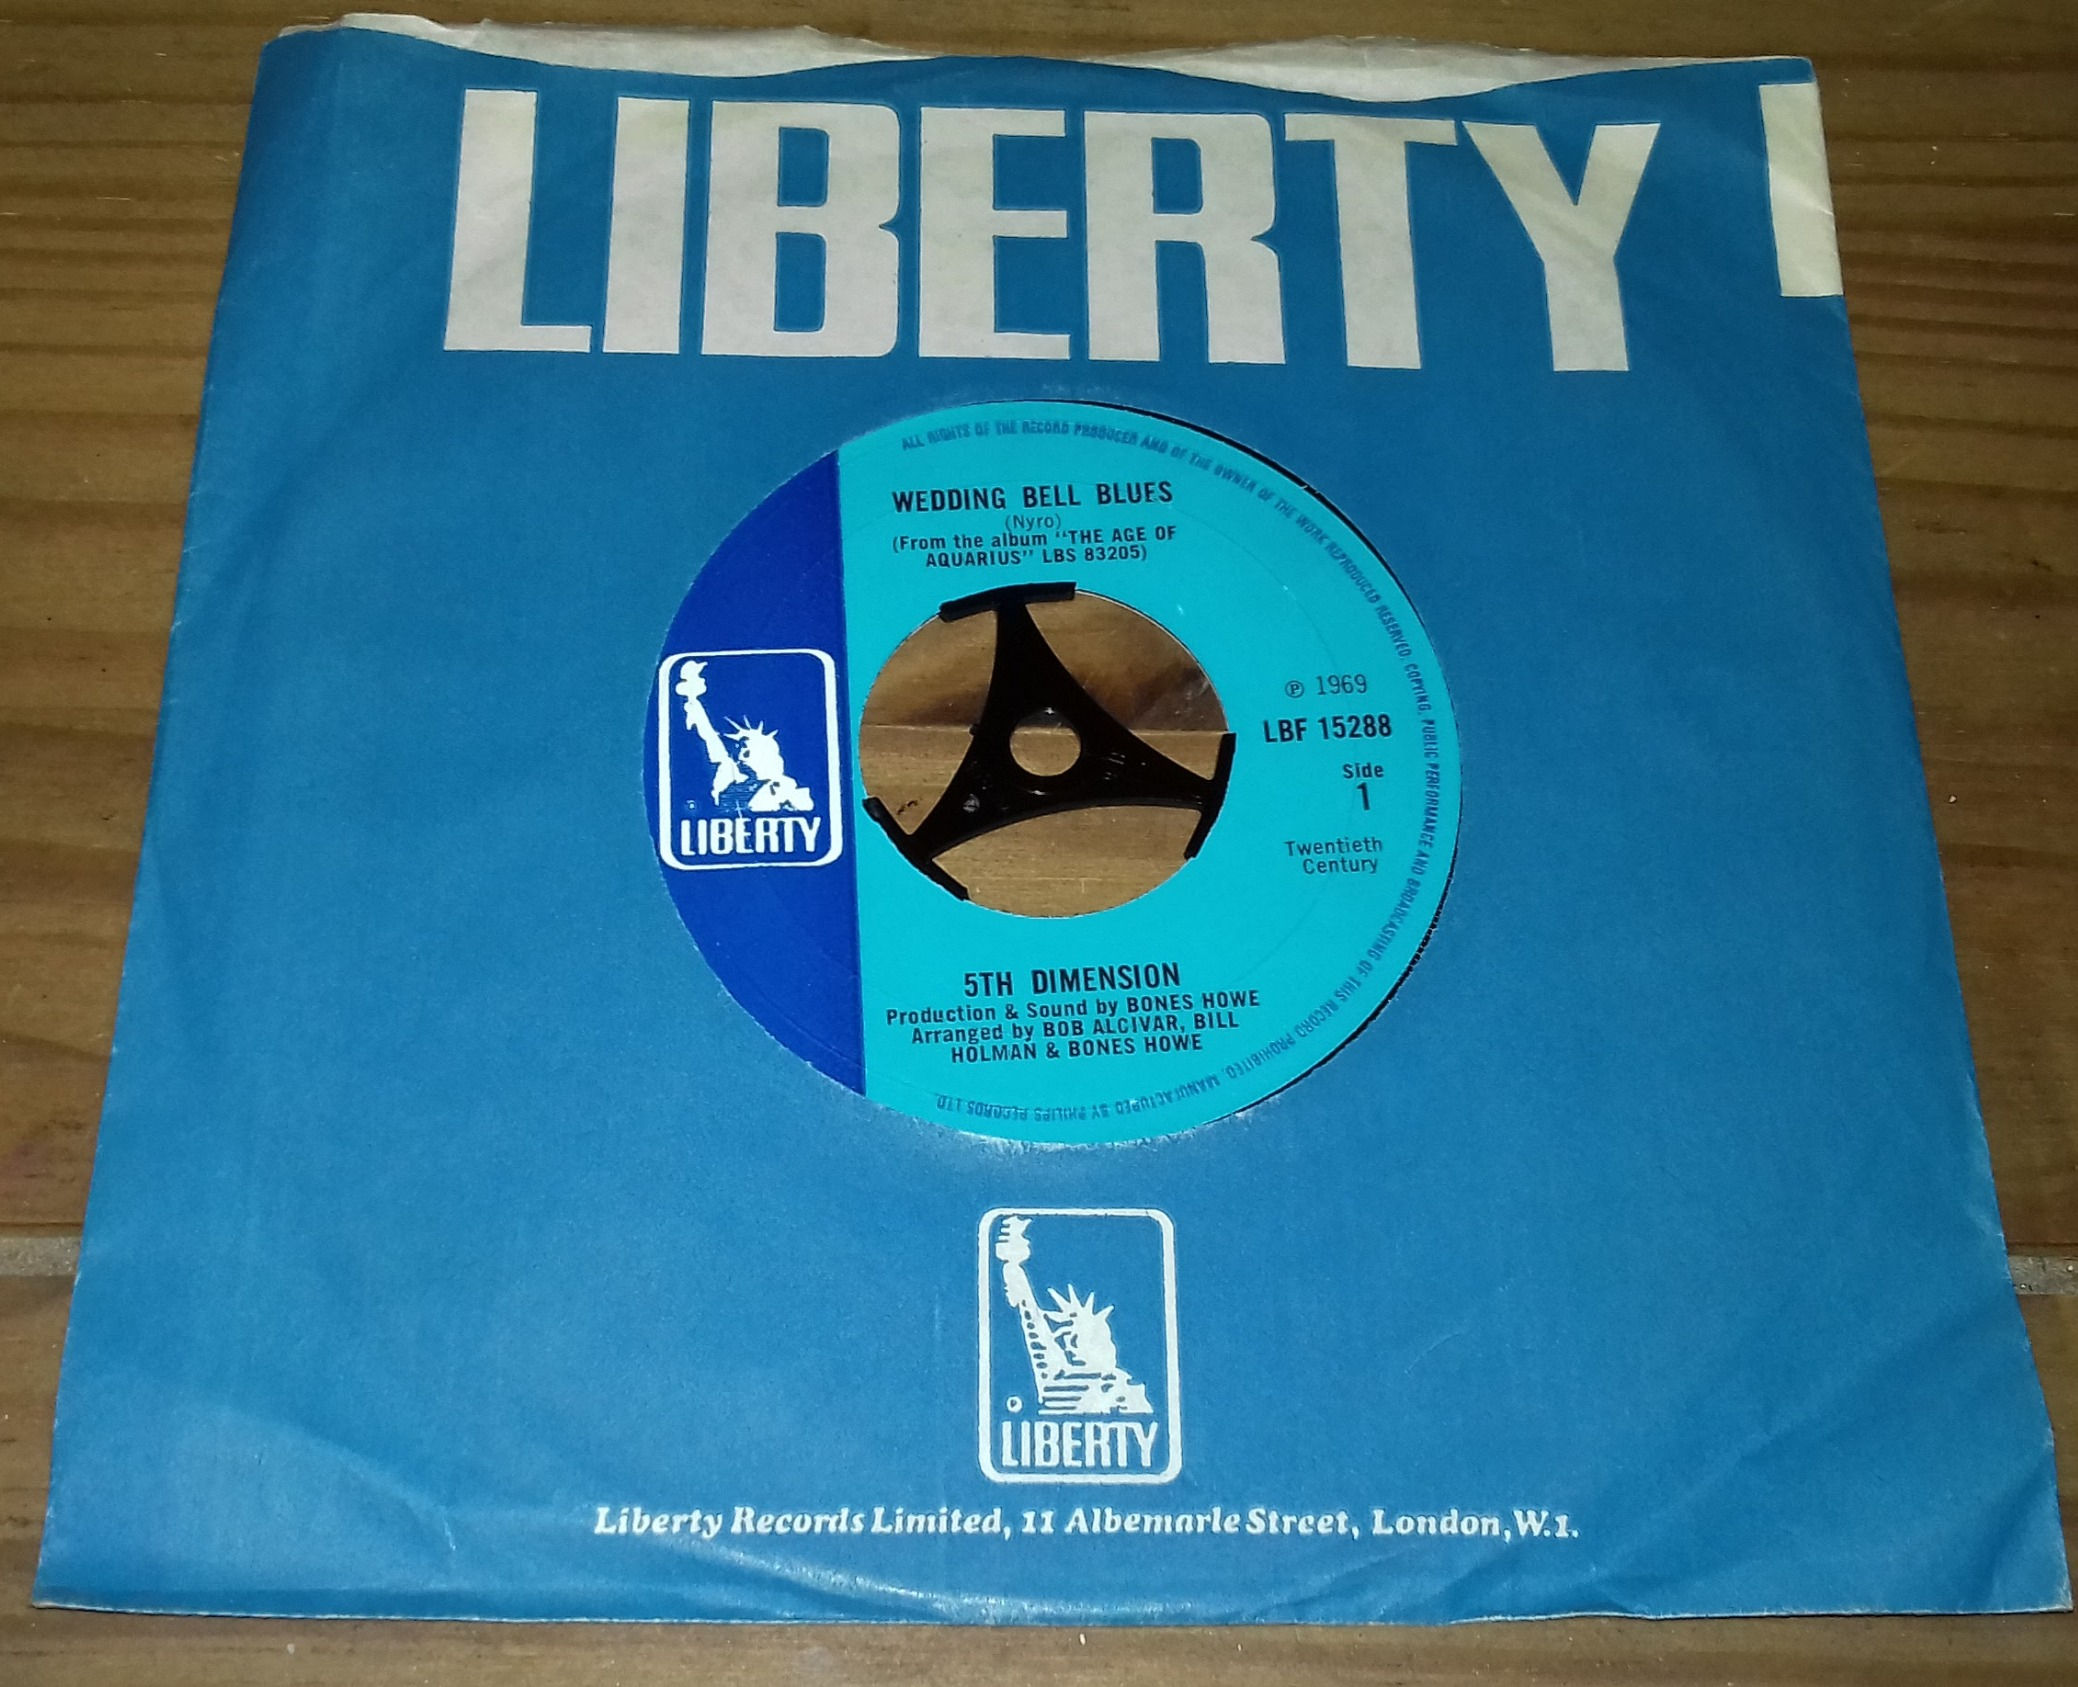 LIBERTY
ALL RIGHTS OF THE RECORD PRODUCER AND OF THE OWNER OF THE WORK REPRODUCED RESERVED. COPYING, PUBLIC PERFORMANCE AND BROADCASTING OF THIS RECORD PROHIBITED. MANUFACTURED BY PHILIPS RECORDS LTD.
WEDDING BELL BLUES
(Nyro)
(From the album "THE AGE OF
AQUARIUS" LBS 83205)
LIBERTY
℗ 1969
LBF 15288
Side
1
Twentieth
Century
5TH DIMENSION
Production & Sound by BONES HOWE
Arranged by BOB ALCIVAR, BILL
HOLMAN & BONES HOWE
LIBERTY
Liberty Records Limited, 11 Albemarle Street, London, W.1.